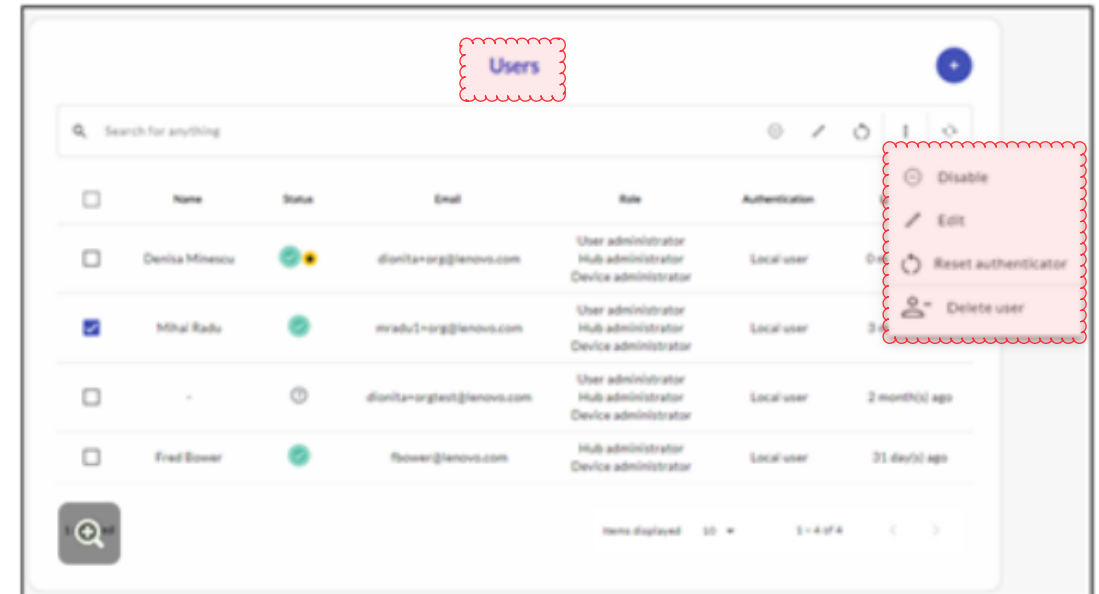 Users
+
Search for anything
Disable
Edit
Reset authenticator
Delete user
Name Status Email Role Authentication
Denisa Minescu dionita+org@lenovo.com User administrator Local user
Hub administrator
Device administrator
Mihai Radu mradu1+org@lenovo.com User administrator Local user
Hub administrator
Device administrator
- dionita+orgtest@lenovo.com User administrator Local user 2 month(s) ago
Hub administrator
Device administrator
Fred Bower fbower@lenovo.com Hub administrator Local user 31 day(s) ago
Device administrator
Items displayed 10 1 - 4 of 4